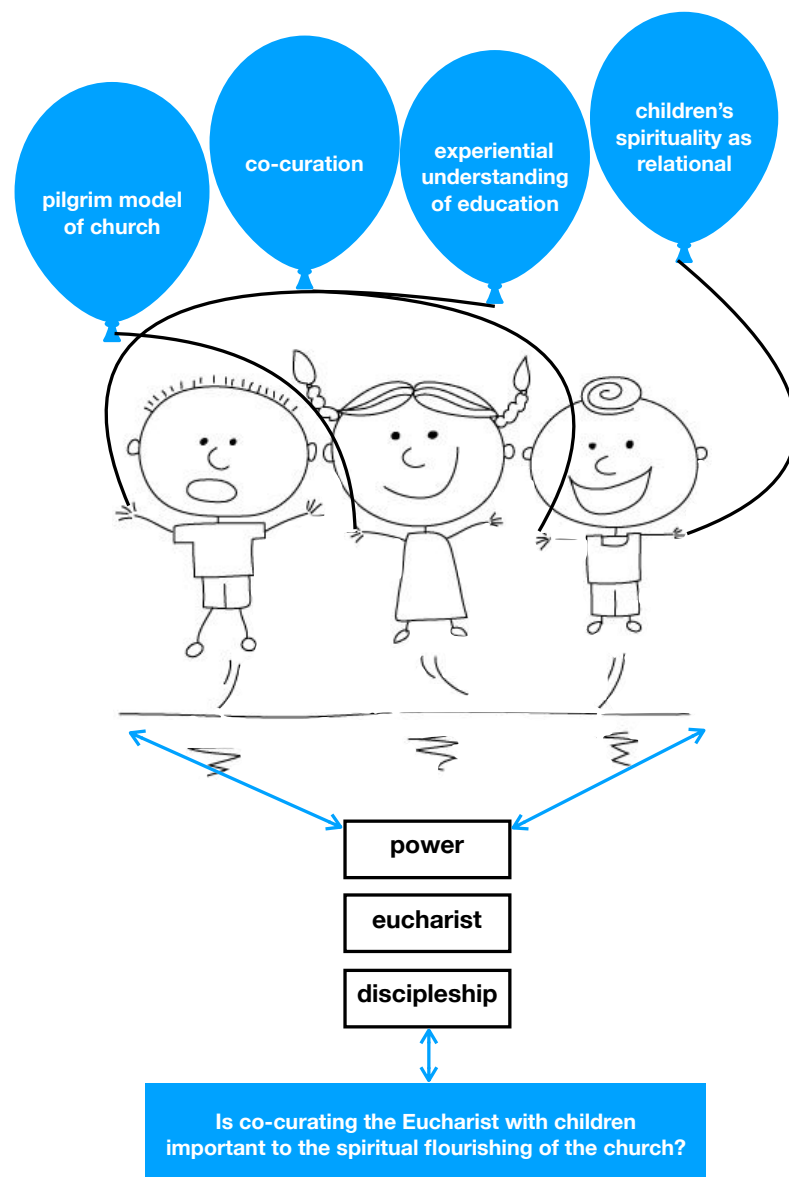 pilgrim model
of church
co-curation
experiential
understanding
of education
children’s
spirituality as
relational
power
eucharist
discipleship
Is co-curating the Eucharist with children
important to the spiritual flourishing of the church?